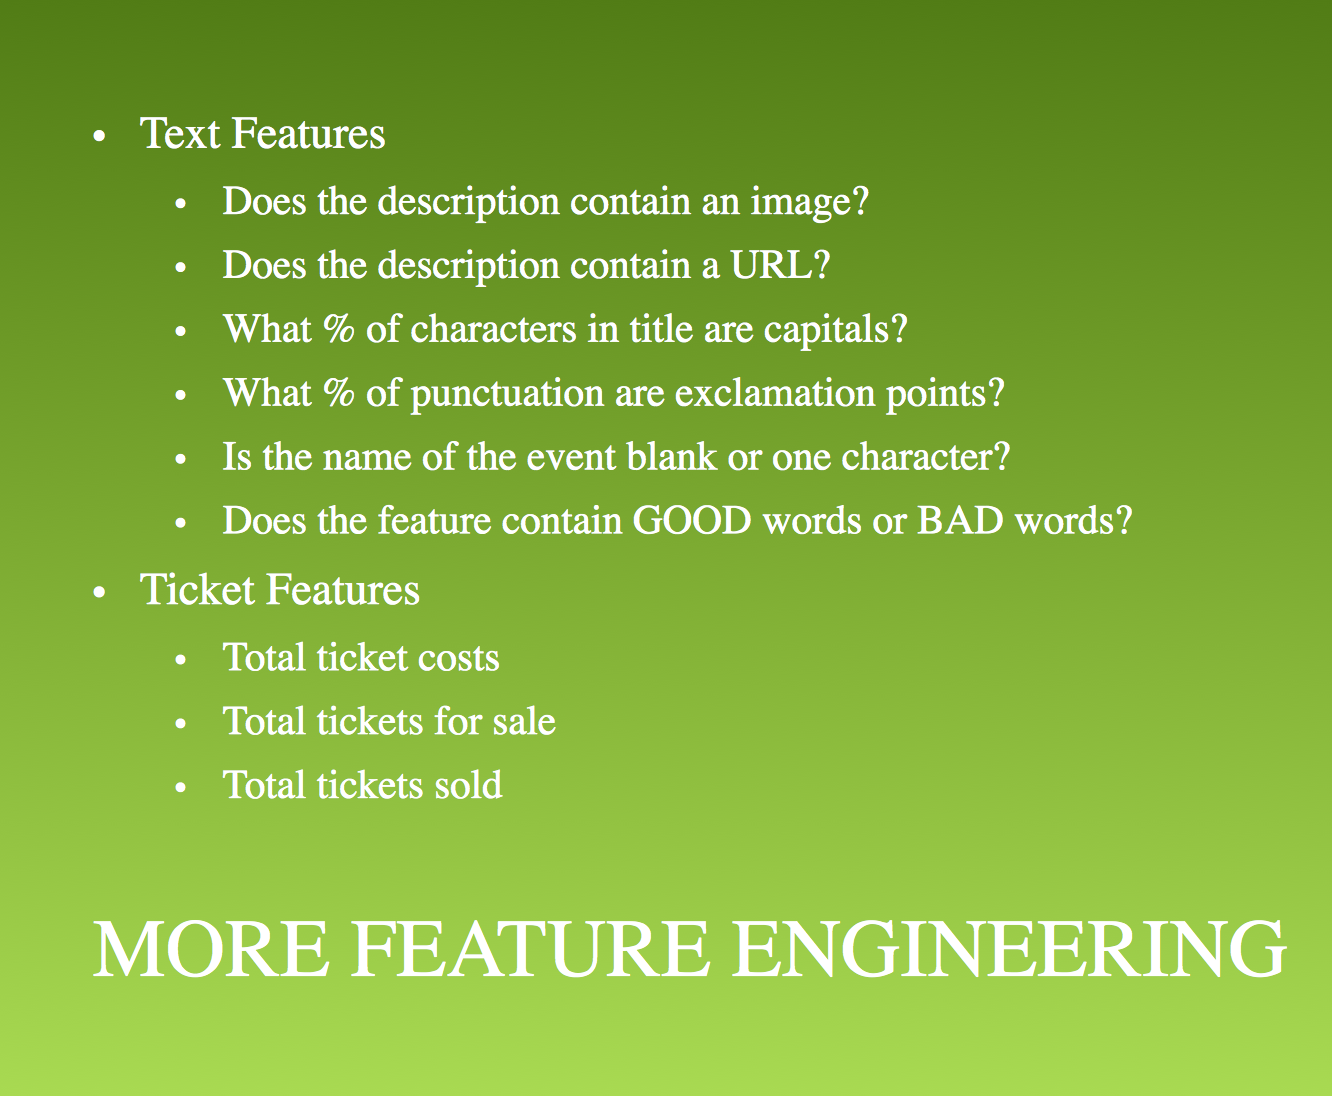 • Text Features
• Does the description contain an image?
• Does the description contain a URL?
• What % of characters in title are capitals?
• What % of punctuation are exclamation points?
• Is the name of the event blank or one character?
• Does the feature contain GOOD words or BAD words?
• Ticket Features
• Total ticket costs
• Total tickets for sale
• Total tickets sold
MORE FEATURE ENGINEERING